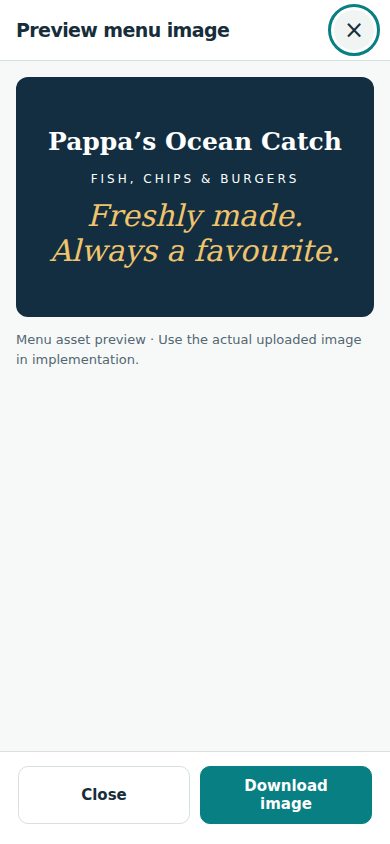 Preview menu image
×
Pappa’s Ocean Catch
FISH, CHIPS & BURGERS
Freshly made.
Always a favourite.
Menu asset preview · Use the actual uploaded image
in implementation.
Close
Download
image